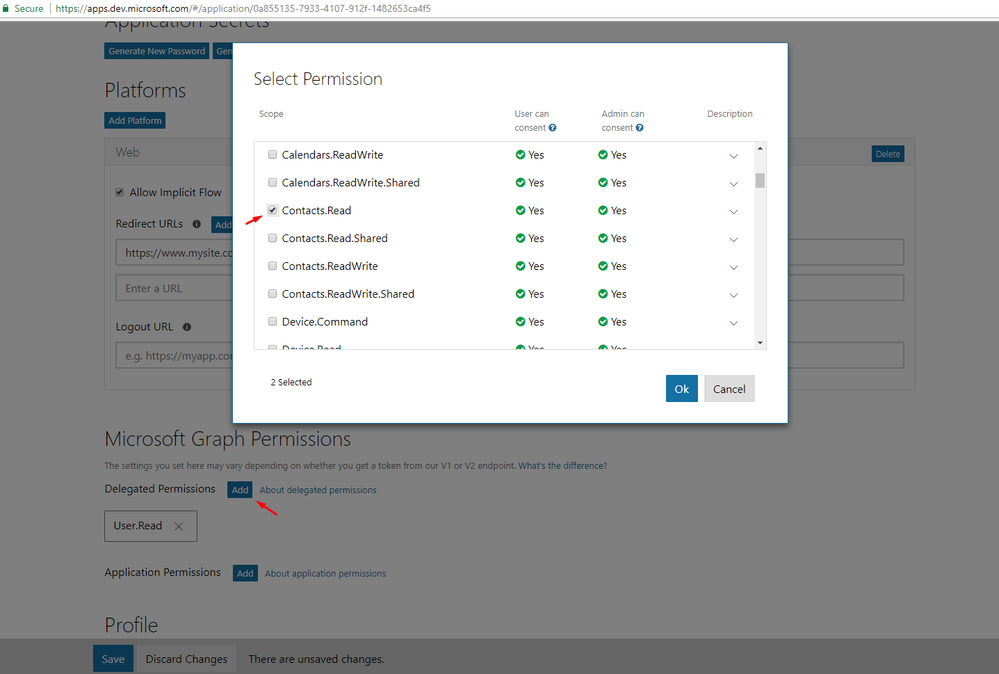 Secure https://apps.dev.microsoft.com/#/application/0a855135-7933-4107-912f-1482653ca4f5
Application Secrets
Generate New Password Gen
Platforms
Add Platform
Web
Delete
Allow Implicit Flow
Redirect URLs Add
https://www.mysite.co
Enter a URL
Logout URL
e.g. https://myapp.co
Select Permission
Scope
User can consent
Admin can consent
Description
Calendars.ReadWrite Yes Yes
Calendars.ReadWrite.Shared Yes Yes
Contacts.Read Yes Yes
Contacts.Read.Shared Yes Yes
Contacts.ReadWrite Yes Yes
Contacts.ReadWrite.Shared Yes Yes
Device.Command Yes Yes
Device.Read Yes Yes
2 Selected
Ok Cancel
Microsoft Graph Permissions
The settings you set here may vary depending on whether you get a token from our V1 or V2 endpoint. What's the difference?
Delegated Permissions Add About delegated permissions
User.Read
Application Permissions Add About application permissions
Profile
Save Discard Changes There are unsaved changes.